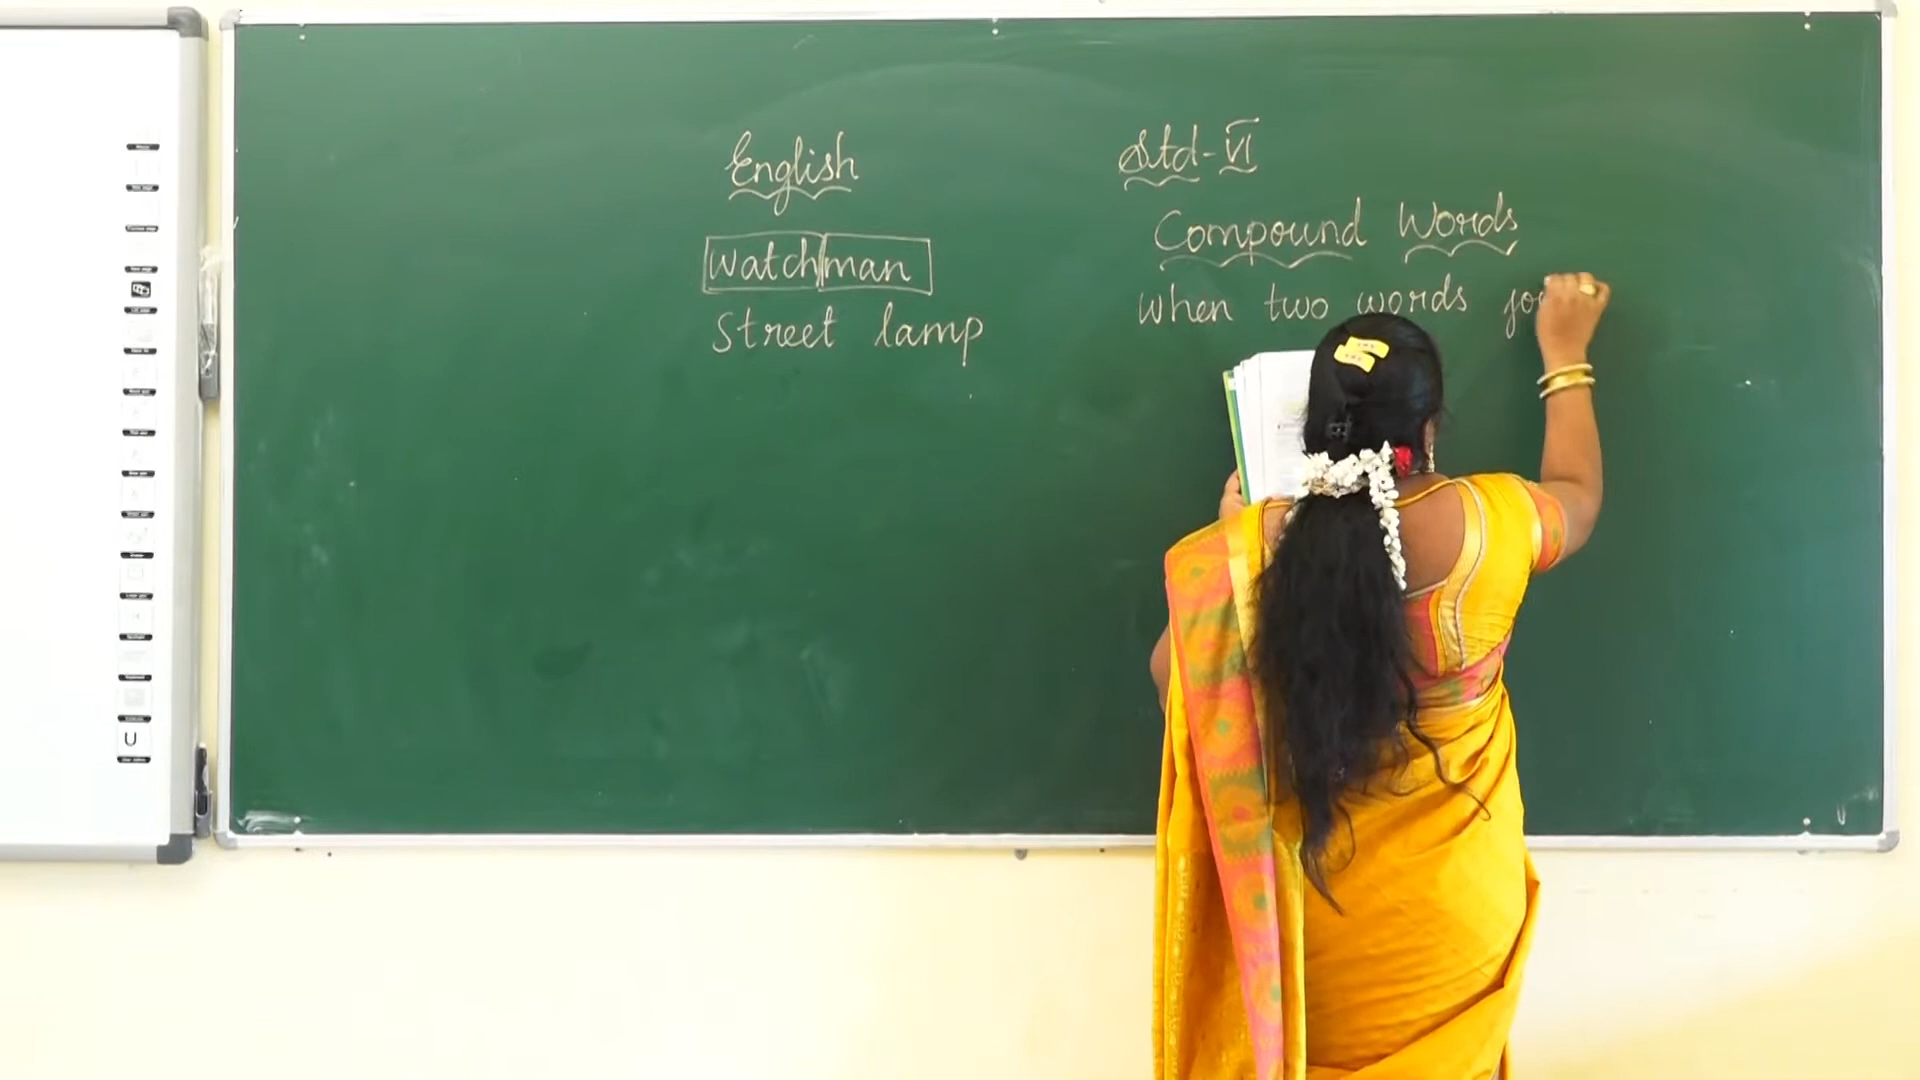 English
Std-VI
Compound Words
Watchman
When two words
Street lamp